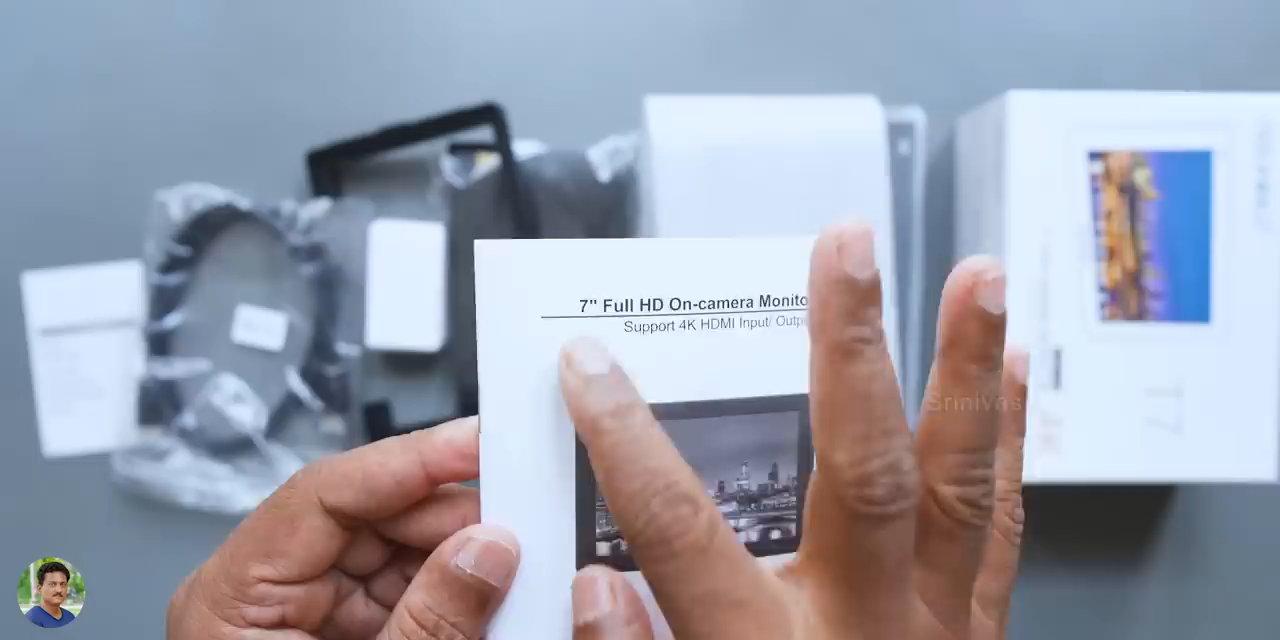 7" Full HD On-camera Monito
Support 4K HDMI Input/ Outp
Srinivas